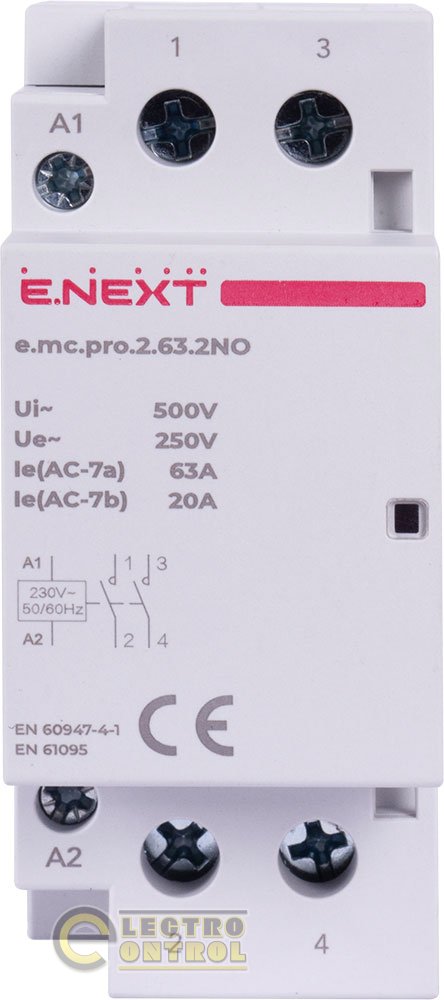 1 3
A1
E.NEXT
e.mc.pro.2.63.2NO
Ui~ 500V
Ue~ 250V
Ie(AC-7a) 63A
Ie(AC-7b) 20A
A1 1 3
230V~
50/60Hz
A2 2 4
EN 60947-4-1
EN 61095
CE
A2
2 4
ELECTRO
CONTROL